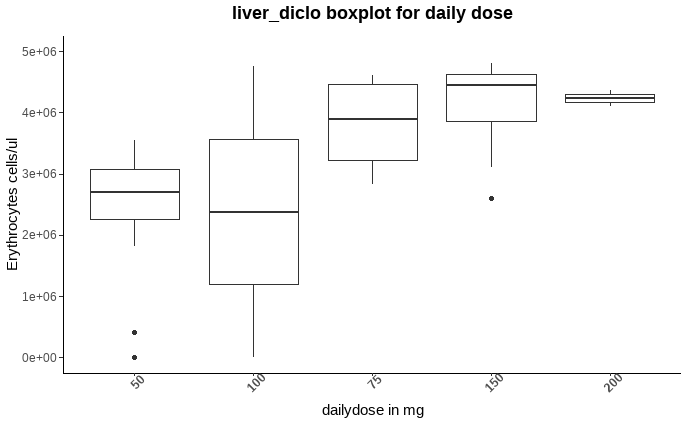 liver_diclo boxplot for daily dose
Erythrocytes cells/ul
5e+06
4e+06
3e+06
2e+06
1e+06
0e+00
50
100
75
150
200
dailydose in mg